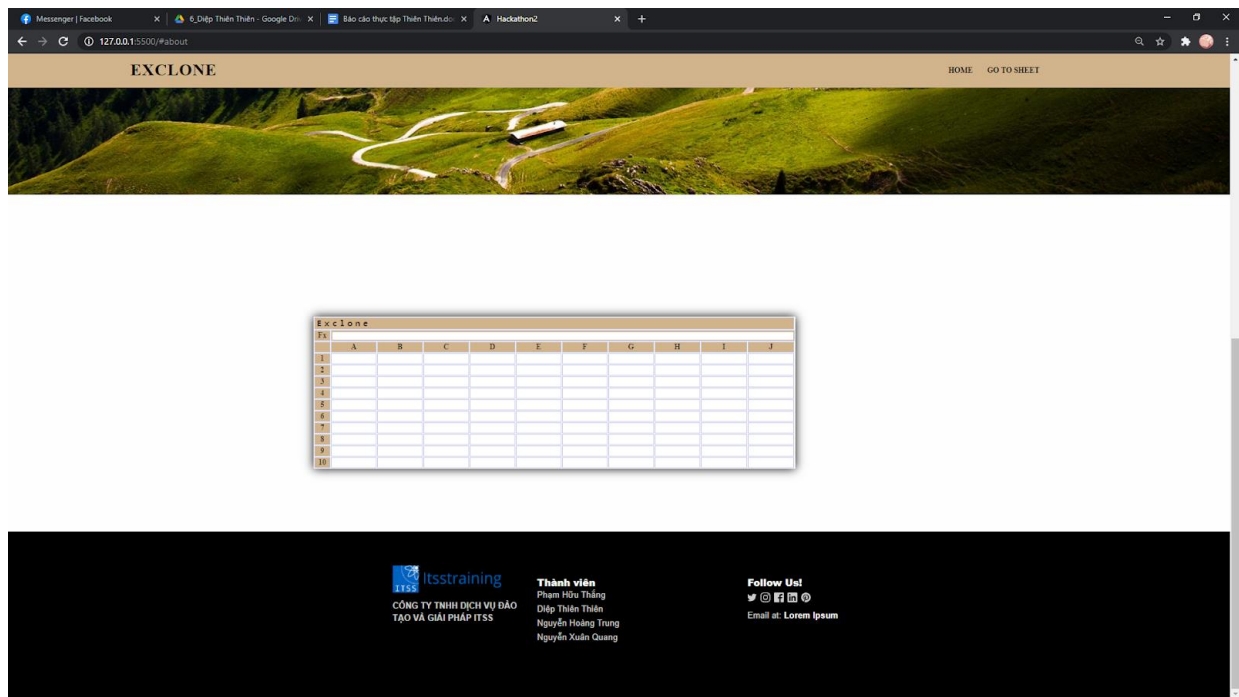 Messenger | Facebook
6_Diệp Thiên Thiên - Google Dri
Báo cáo thực tập Thiên Thiên.do
Hackathon2
127.0.0.1:5500/#about
EXCLONE
HOME GO TO SHEET
Exclone
Fx
A B C D E F G H I J
1
2
3
4
5
6
7
8
9
10
ITSS
Itsstraining
CÔNG TY TNHH DỊCH VỤ ĐÀO
TẠO VÀ GIẢI PHÁP ITSS
Thành viên
Phạm Hữu Thắng
Diệp Thiên Thiên
Nguyễn Hoàng Trung
Nguyễn Xuân Quang
Follow Us!
Email at: Lorem Ipsum